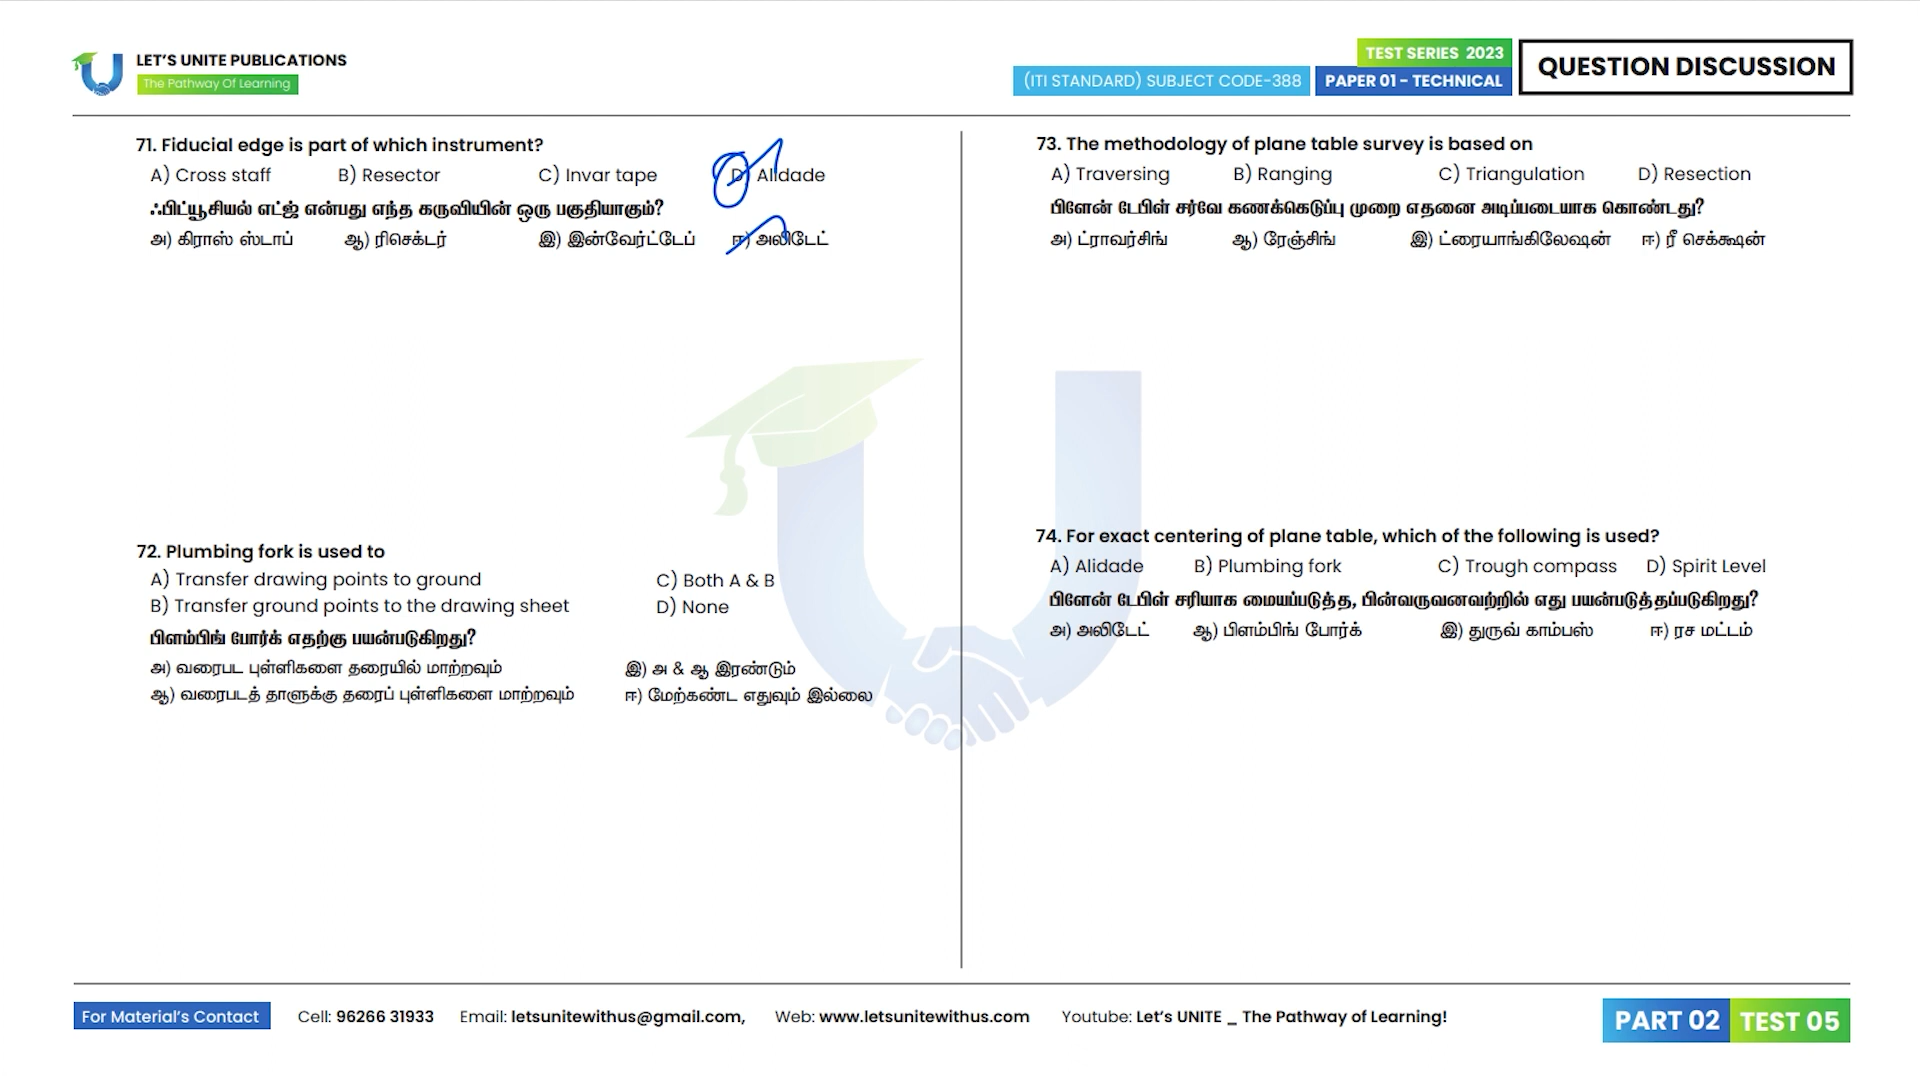 LET'S UNITE PUBLICATIONS
The Pathway Of Learning
TEST SERIES 2023
(ITI STANDARD) SUBJECT CODE-388
PAPER 01 - TECHNICAL
QUESTION DISCUSSION
71. Fiducial edge is part of which instrument?
A) Cross staff B) Resector C) Invar tape D) Alidade
ஃபிட்யூசியல் எட்ஜ் என்பது எந்த கருவியின் ஒரு பகுதியாகும்?
அ) கிராஸ் ஸ்டாப் ஆ) ரிசெக்டர் இ) இன்வேர்ட்டேப் ஈ) அலிடேட்
72. Plumbing fork is used to
A) Transfer drawing points to ground C) Both A & B
B) Transfer ground points to the drawing sheet D) None
பிளம்பிங் போர்க் எதற்கு பயன்படுகிறது?
அ) வரைபட புள்ளிகளை தரையில் மாற்றவும் இ) அ & ஆ இரண்டும்
ஆ) வரைபடத் தாளுக்கு தரைப் புள்ளிகளை மாற்றவும் ஈ) மேற்கண்ட எதுவும் இல்லை
73. The methodology of plane table survey is based on
A) Traversing B) Ranging C) Triangulation D) Resection
பிளேன் டேபிள் சர்வே கணக்கெடுப்பு முறை எதனை அடிப்படையாக கொண்டது?
அ) ட்ராவர்சிங் ஆ) ரேஞ்சிங் இ) ட்ரையாங்கிலேஷன் ஈ) ரீ செக்க்ஷன்
74. For exact centering of plane table, which of the following is used?
A) Alidade B) Plumbing fork C) Trough compass D) Spirit Level
பிளேன் டேபிள் சரியாக மையப்படுத்த, பின்வருவனவற்றில் எது பயன்படுத்தப்படுகிறது?
அ) அலிடேட் ஆ) பிளம்பிங் போர்க் இ) துருவ் காம்பஸ் ஈ) ரச மட்டம்
For Material's Contact Cell: 96266 31933 Email: letsunitewithus@gmail.com, Web: www.letsunitewithus.com Youtube: Let's UNITE _ The Pathway of Learning!
PART 02 TEST 05